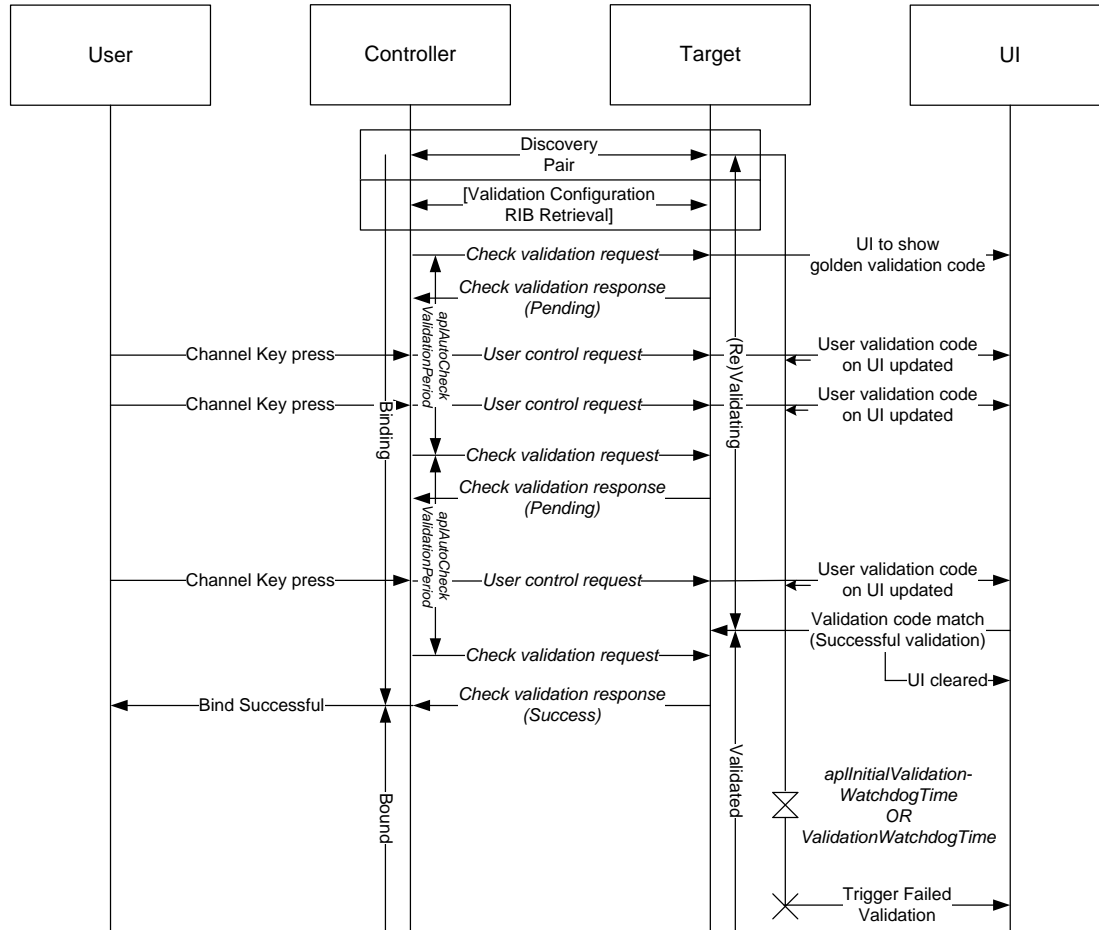 User
Controller
Target
UI
Discovery
Pair
[Validation Configuration
RIB Retrieval]
Check validation request
UI to show
golden validation code
Check validation response
(Pending)
aplAutoCheck
ValidationPeriod
(Re)Validating
Binding
Channel Key press
User control request
User validation code
on UI updated
Channel Key press
User control request
User validation code
on UI updated
Check validation request
Check validation response
(Pending)
aplAutoCheck
ValidationPeriod
Channel Key press
User control request
User validation code
on UI updated
Validation code match
(Successful validation)
Check validation request
UI cleared
Bind Successful
Check validation response
(Success)
Bound
Validated
aplInitialValidation-
WatchdogTime
OR
ValidationWatchdogTime
Trigger Failed
Validation